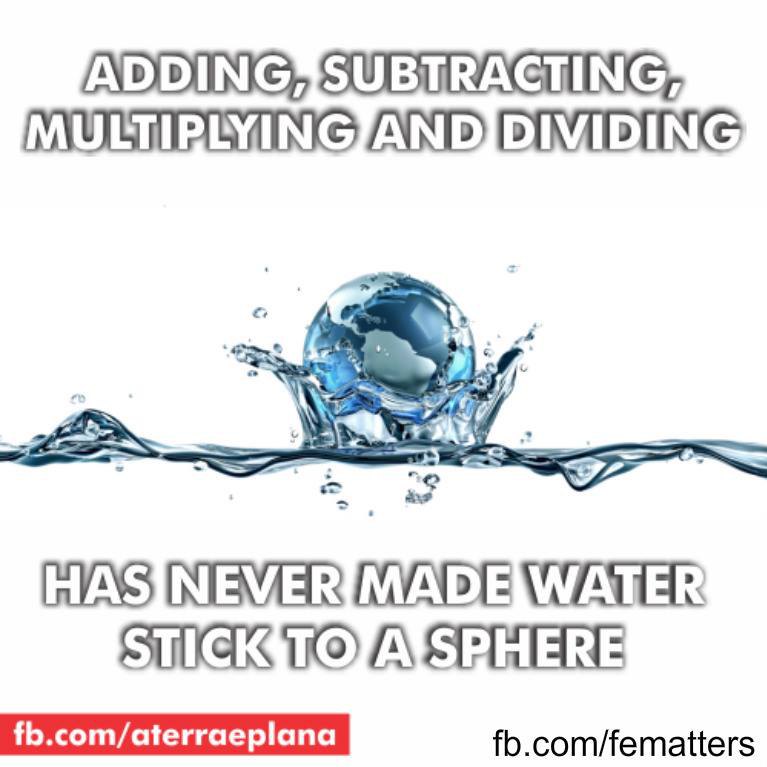 ADDING, SUBTRACTING,
MULTIPLYING AND DIVIDING
HAS NEVER MADE WATER
STICK TO A SPHERE
fb.com/aterraeplana
fb.com/fematters